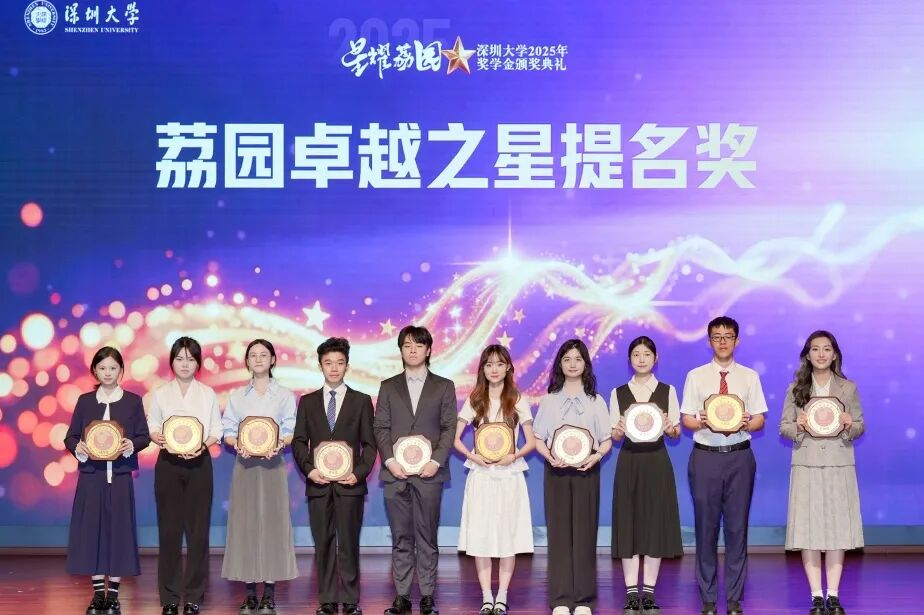 深圳大学
SHENZHEN UNIVERSITY
2025
星耀荔园
深圳大学2025年
奖学金颁奖典礼
荔园卓越之星提名奖